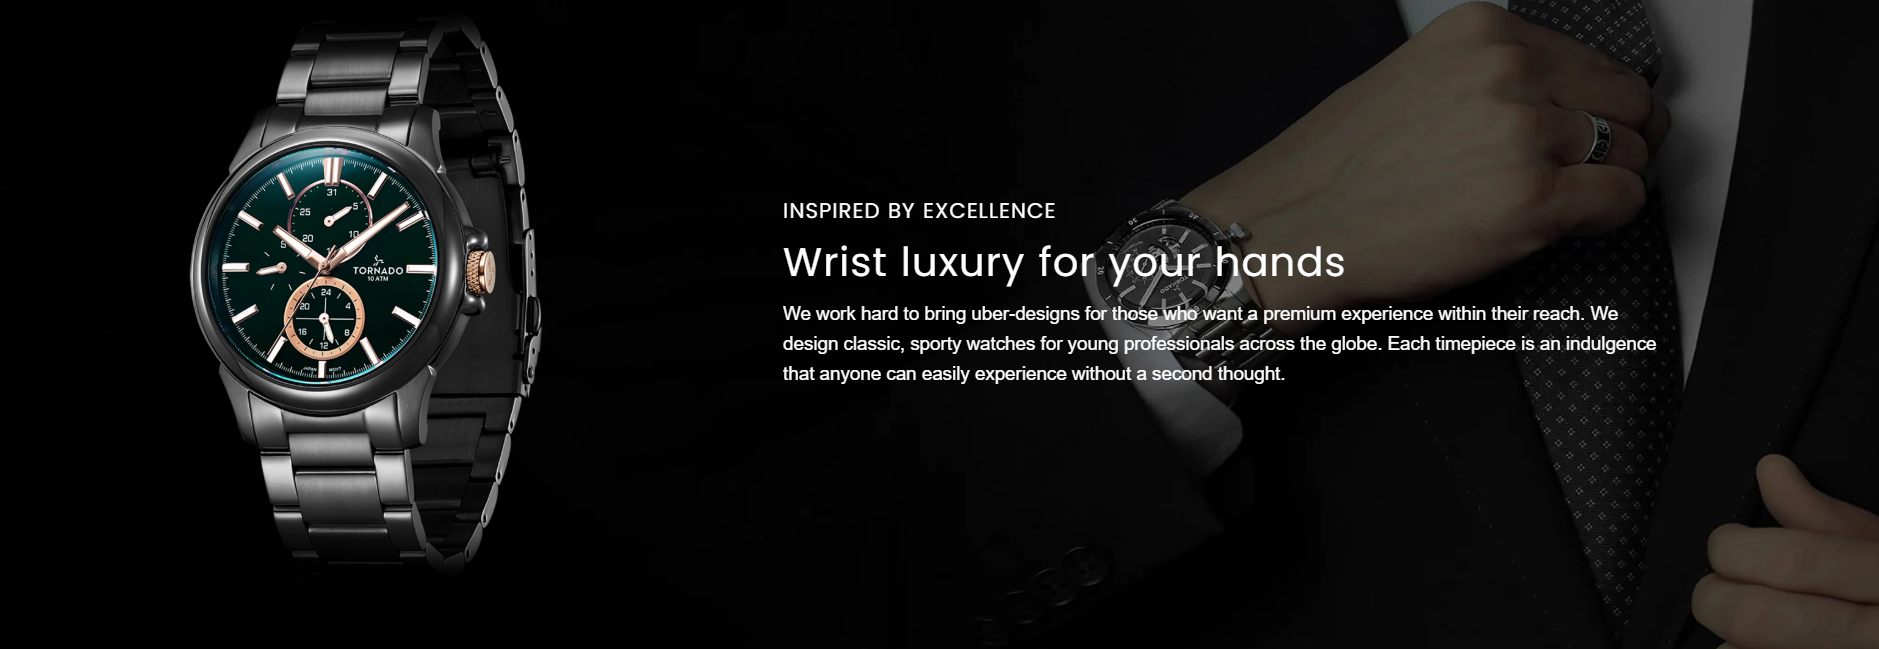 31
25
5
20
10
TORNADO
10 ATM
24
20
4
16
8
12
JAPAN MOVT
INSPIRED BY EXCELLENCE
Wrist luxury for your hands
We work hard to bring uber-designs for those who want a premium experience within their reach. We
design classic, sporty watches for young professionals across the globe. Each timepiece is an indulgence
that anyone can easily experience without a second thought.